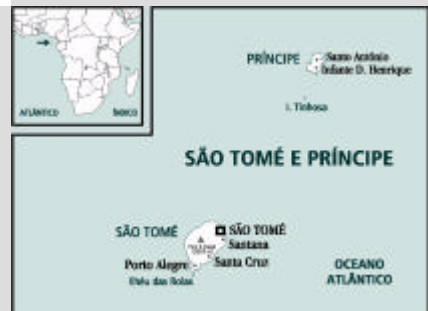 ATLÂNTICO
ÍNDICO
PRÍNCIPE
Santo António
Infante D. Henrique
I. Tinhosa
SÃO TOMÉ E PRÍNCIPE
SÃO TOMÉ
SÃO TOMÉ
Santana
Santa Cruz
Porto Alegre
Ilhéu das Rolas
OCEANO
ATLÂNTICO